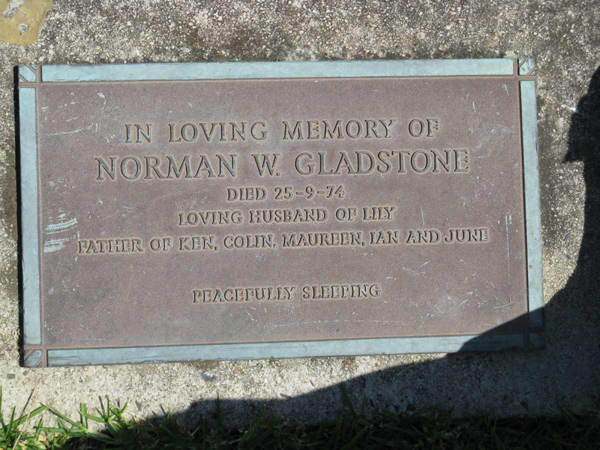 IN LOVING MEMORY OF
NORMAN W. GLADSTONE
DIED 25-9-74
LOVING HUSBAND OF LILY
FATHER OF KEN, COLIN, MAUREEN, IAN AND JUNE
PEACEFULLY SLEEPING